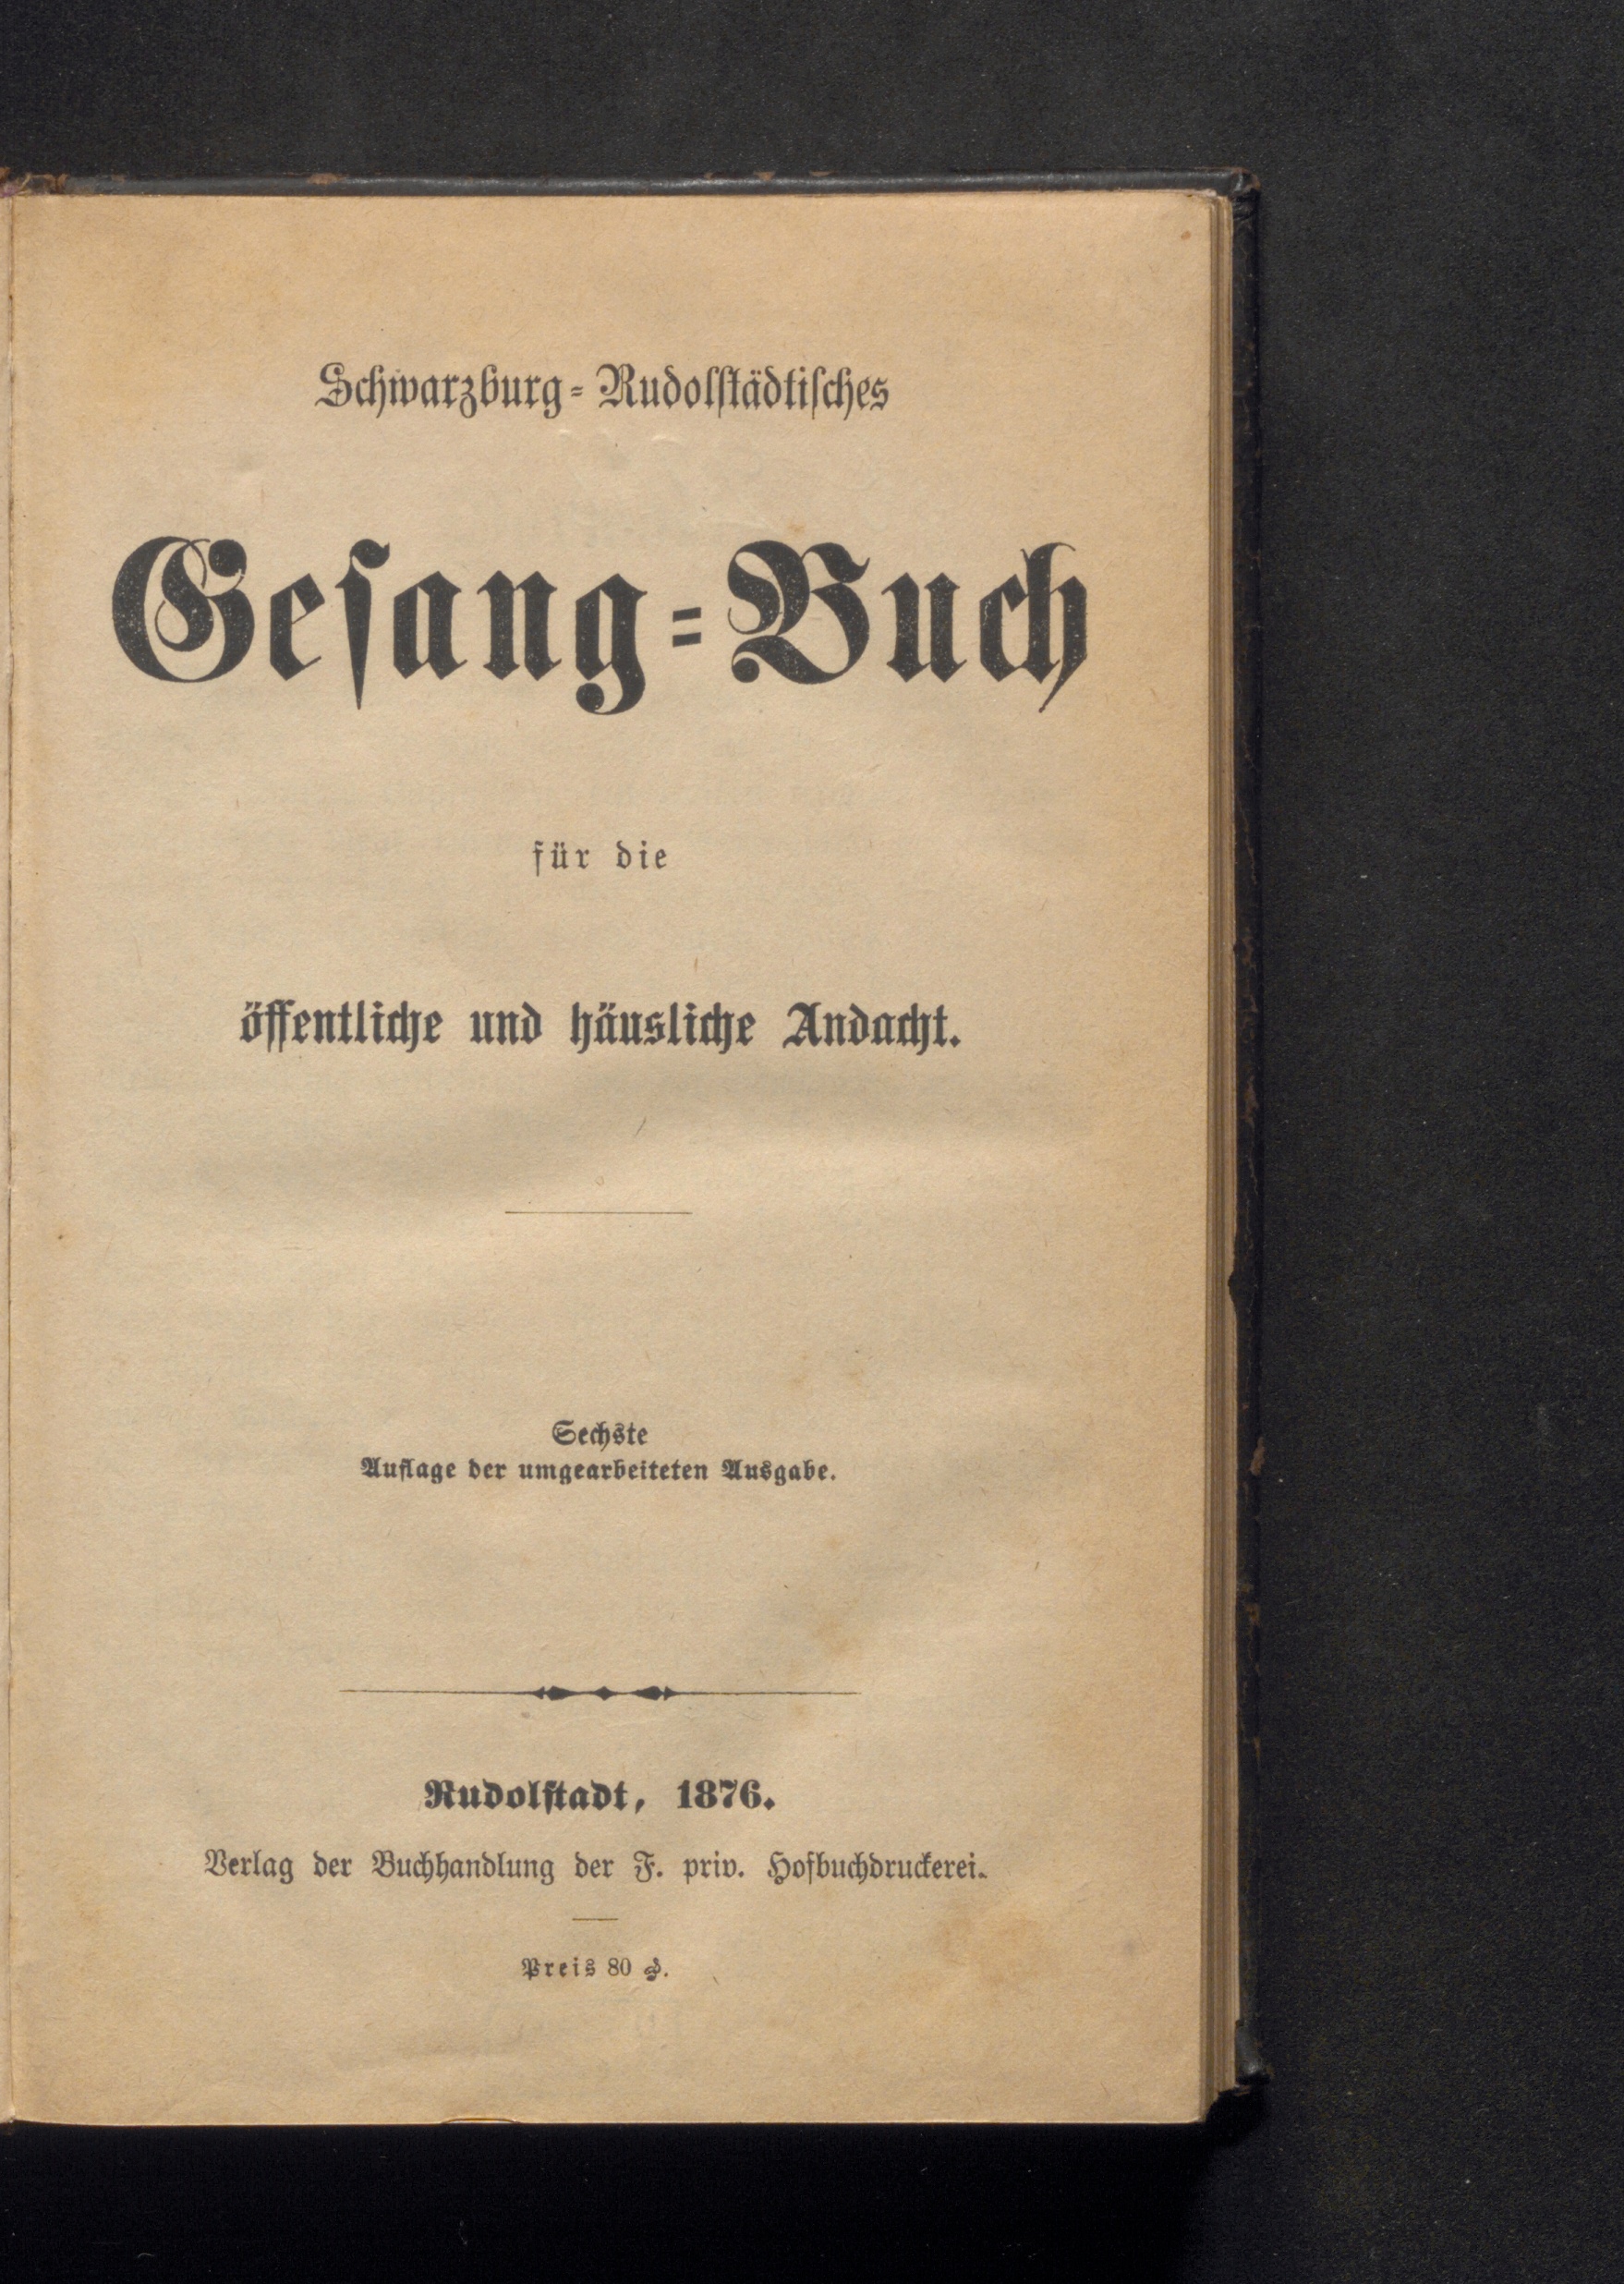 Schwarzburg-Rudolſtädtiſches
Geſang-Buch
für die
öffentliche und häusliche Andacht.
Sechste
Auflage der umgearbeiteten Ausgabe.
Rudolſtadt, 1876.
Verlag der Buchhandlung der F. priv. Hofbuchdruckerei.
Preis 80 ₰.